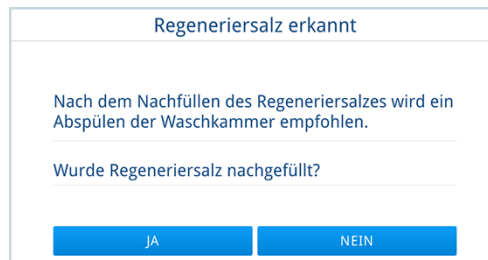 Regeneriersalz erkannt
Nach dem Nachfüllen des Regeneriersalzes wird ein
Abspülen der Waschkammer empfohlen.
Wurde Regeneriersalz nachgefüllt?
JA
NEIN